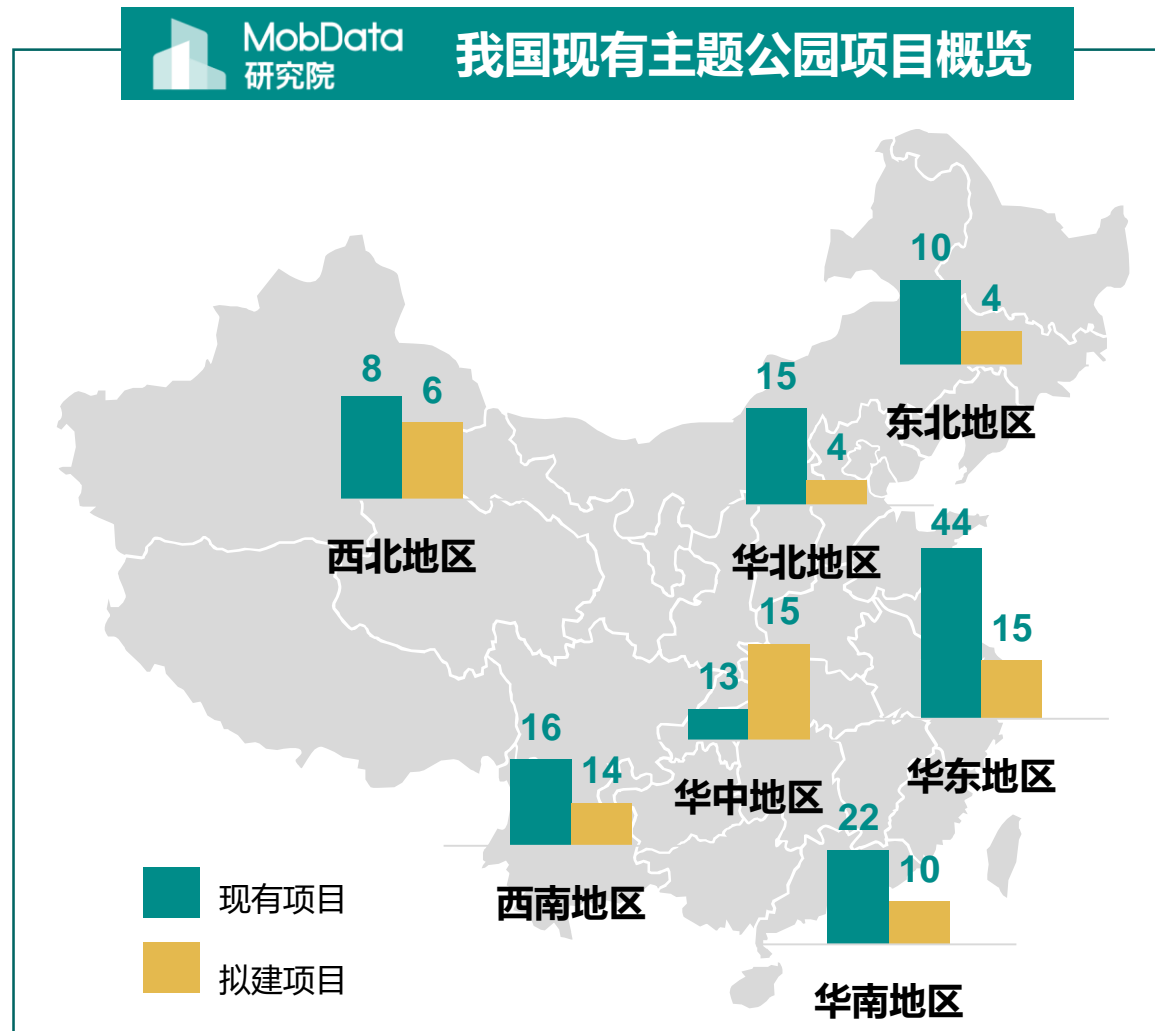 MobData
研究院
我国现有主题公园项目概览
10
4
东北地区
8
6
西北地区
15
4
华北地区
44
15
华东地区
13
15
华中地区
16
14
西南地区
22
10
华南地区
现有项目
拟建项目